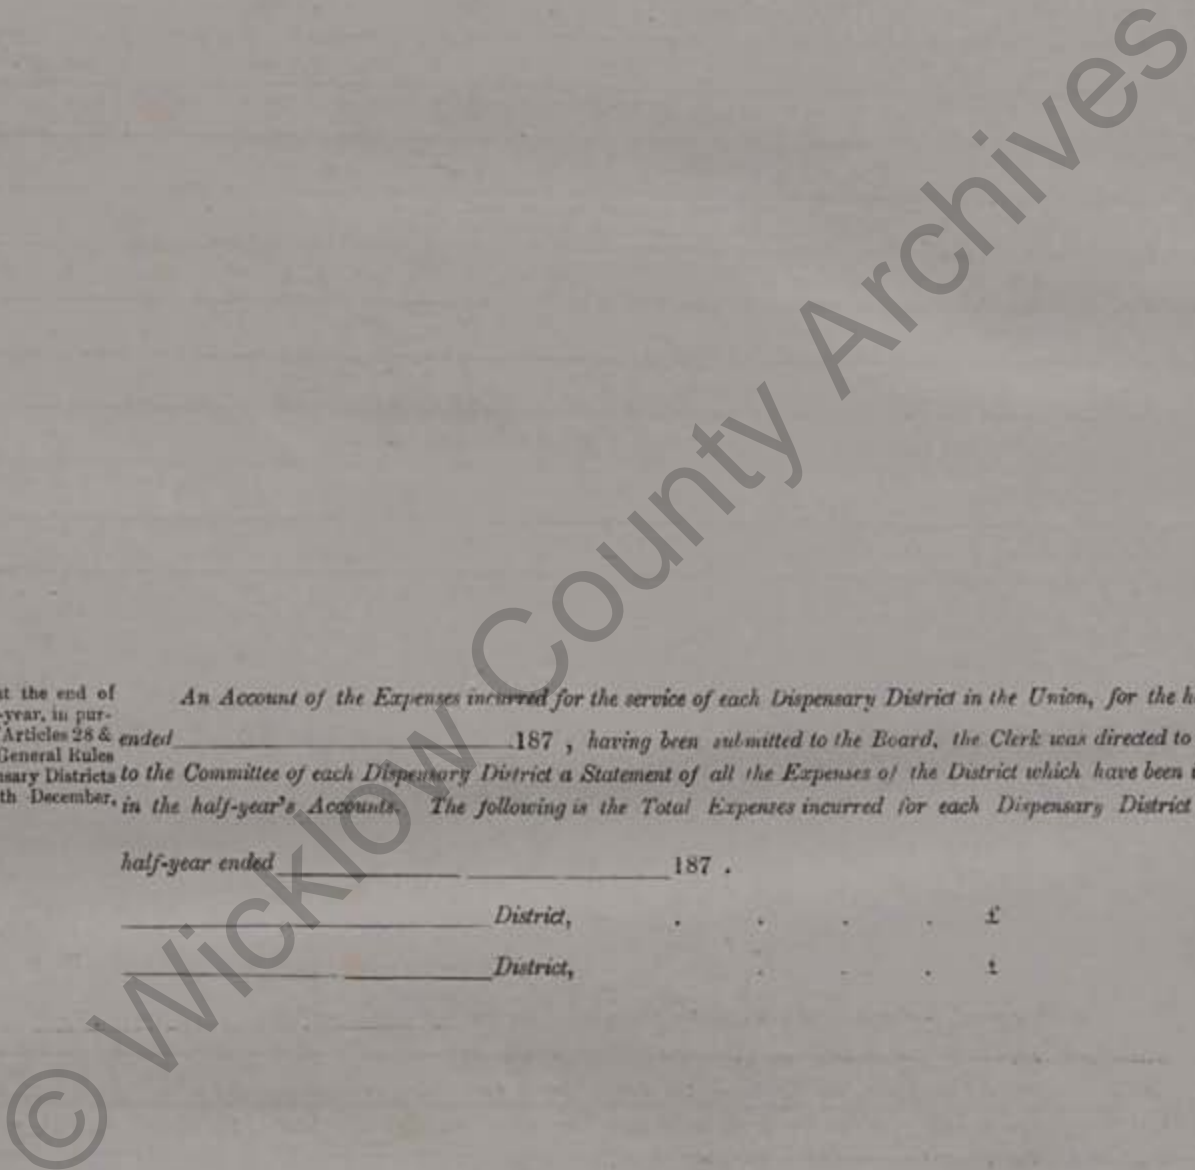 t the end of
-year, in pur-
Articles 28 &
General Rules
sary Districts
th December,
An Account of the Expenses incurred for the service of each Dispensary District in the Union, for the h
ended 187 , having been submitted to the Board, the Clerk was directed to
to the Committee of each Dispensary District a Statement of all the Expenses of the District which have been
in the half-year's Accounts. The following is the Total Expenses incurred for each Dispensary District
half-year ended 187 .
District, . . . . £
District, . . . £
© Wicklow County Archives